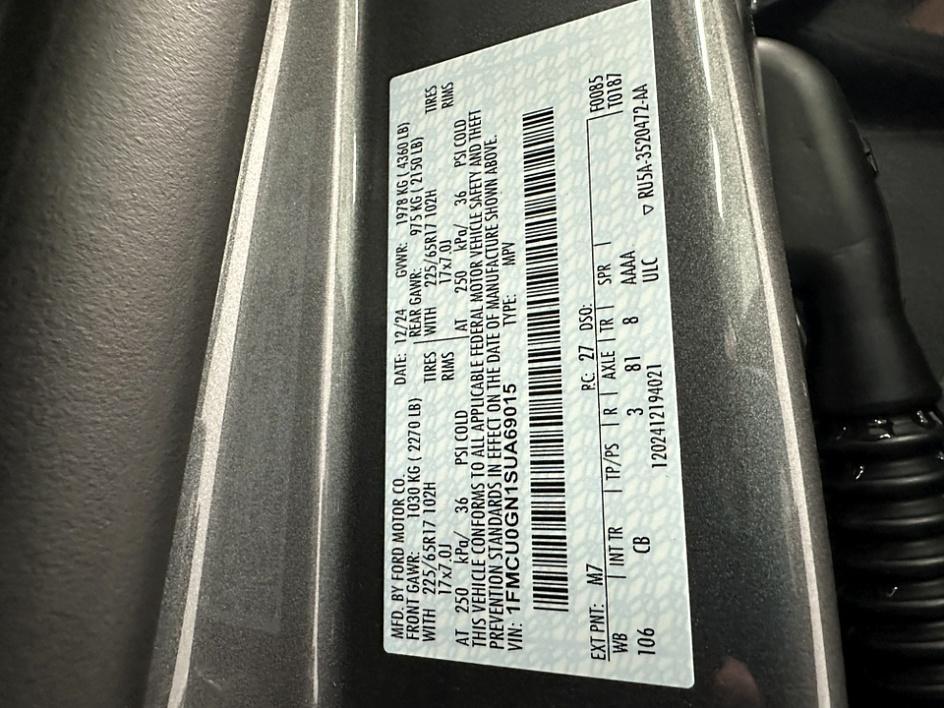 MFD. BY FORD MOTOR CO. DATE: 12/24 GVWR: 1978 KG ( 4360 LB)
FRONT GAWR: 1030 KG ( 2270 LB) REAR GAWR: 975 KG ( 2150 LB)
WITH 225/65R17 102H TIRES WITH 225/65R17 102H TIRES
17x7.0J RIMS 17x7.0J RIMS
AT 250 kPa/ 36 PSI COLD AT 250 kPa/ 36 PSI COLD
THIS VEHICLE CONFORMS TO ALL APPLICABLE FEDERAL MOTOR VEHICLE SAFETY AND THEFT
PREVENTION STANDARDS IN EFFECT ON THE DATE OF MANUFACTURE SHOWN ABOVE.
VIN: 1FMCU0GN1SUA69015 TYPE: MPV
EXT PNT: M7 P.C: 27 DSO: F0085
WB INT TR TP/PS R AXLE TR SPR T0187
106 CB 3 81 8 AAAA
1202412194021 ULC ▽ RU5A-3520472-AA